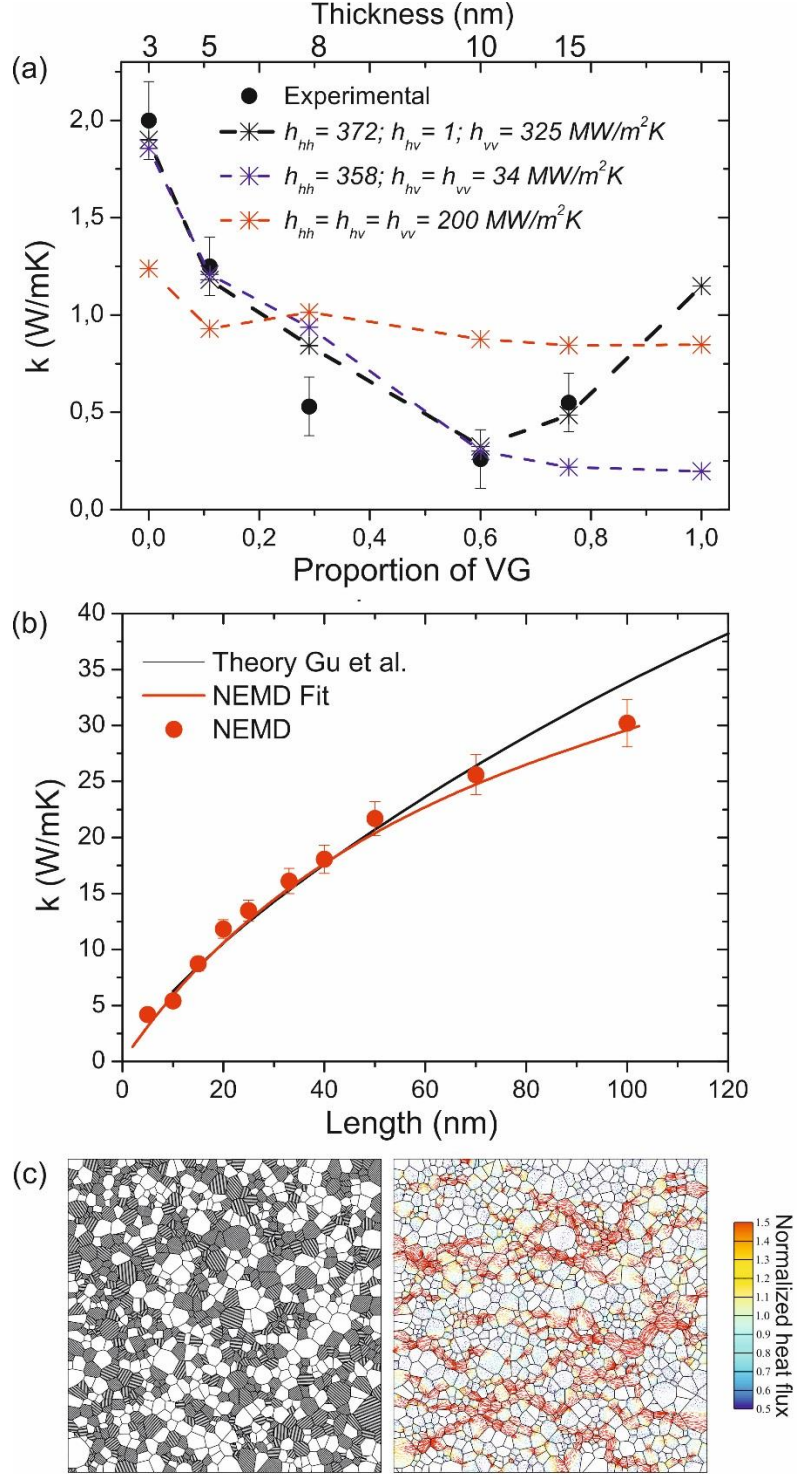 Thickness (nm)
3 5 8 10 15
(a)
Experimental
h_hh = 372; h_hv = 1; h_vv = 325 MW/m²K
h_hh = 358; h_hv = h_vv = 34 MW/m²K
h_hh = h_hv = h_vv = 200 MW/m²K
k (W/mK)
2,0
1,5
1,0
0,5
0,0
0,0 0,2 0,4 0,6 0,8 1,0
Proportion of VG
(b)
Theory Gu et al.
NEMD Fit
NEMD
k (W/mK)
40
35
30
25
20
15
10
5
0
0 20 40 60 80 100 120
Length (nm)
(c)
Normalized heat flux
1.5
1.4
1.3
1.2
1.1
1.0
0.9
0.8
0.7
0.6
0.5